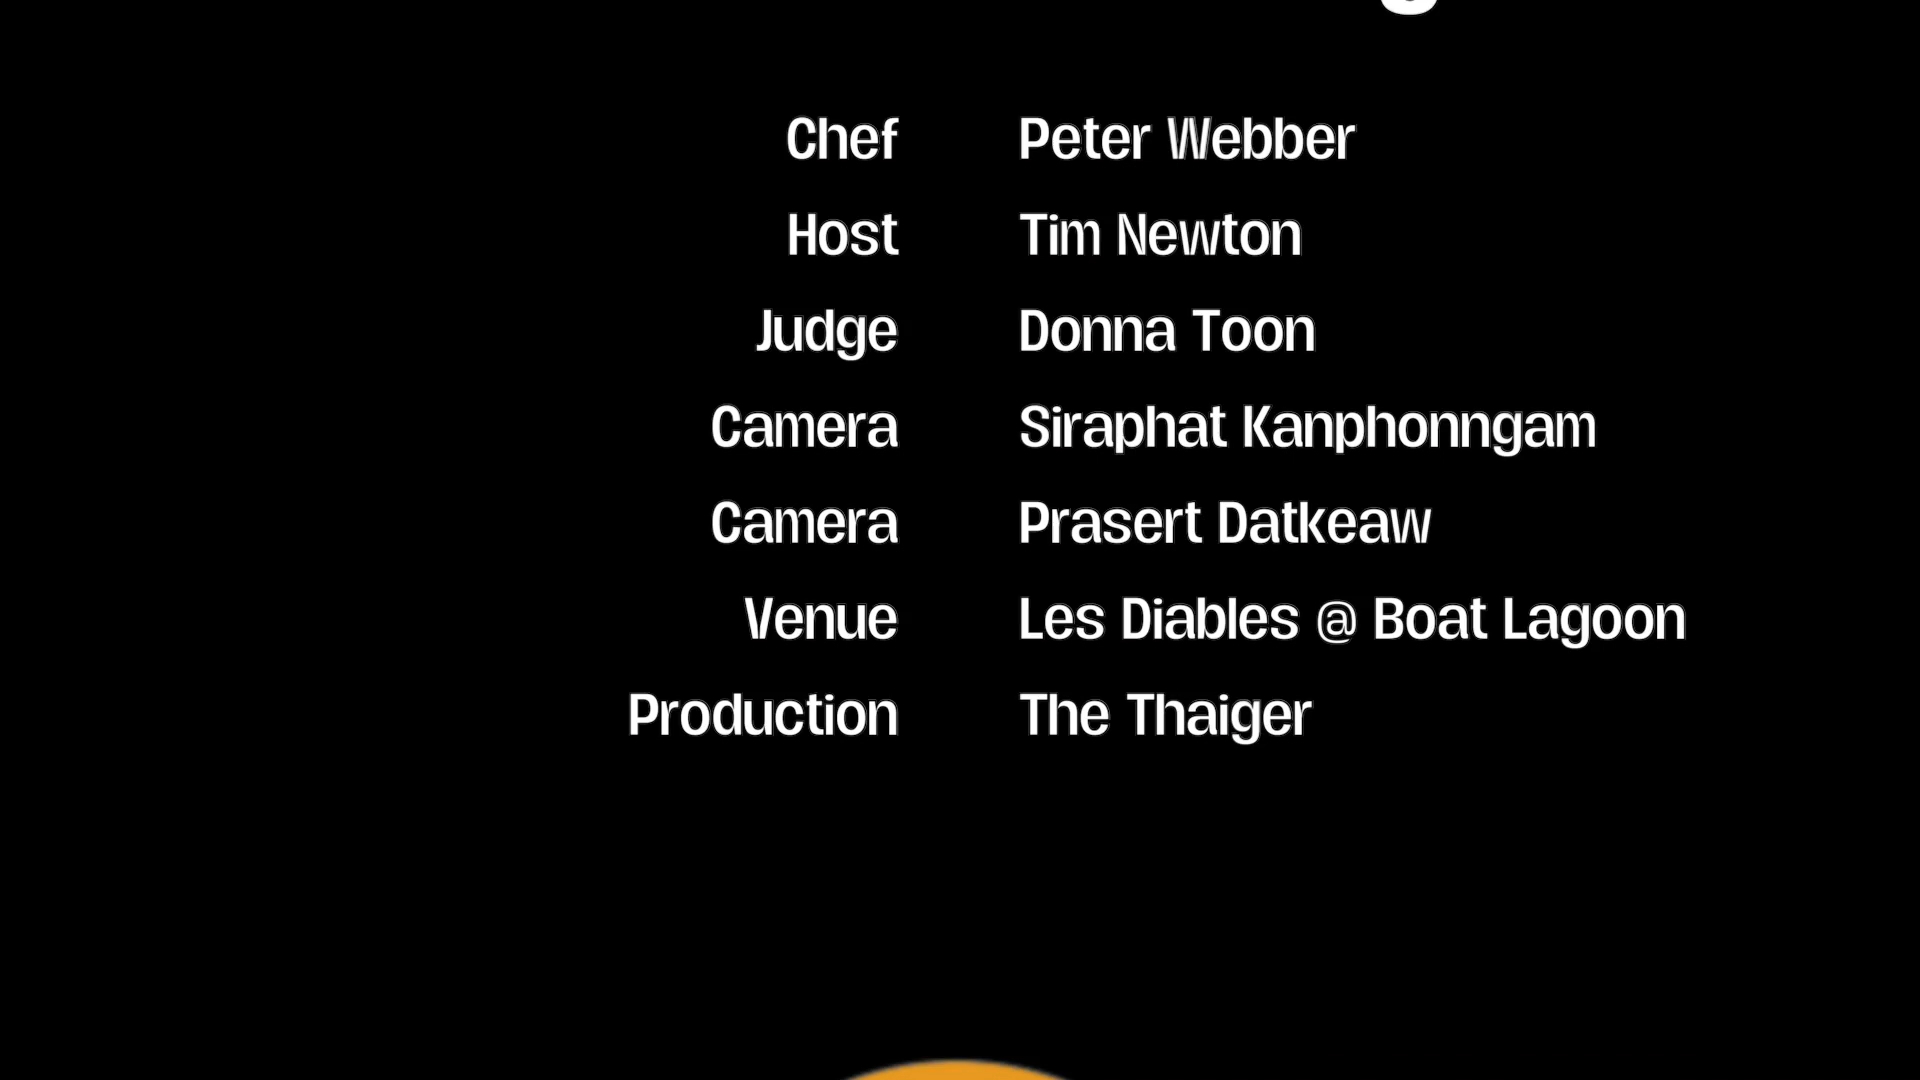 Chef Peter Webber
Host Tim Newton
Judge Donna Toon
Camera Siraphat Kanphonngam
Camera Prasert Datkeaw
Venue Les Diables @ Boat Lagoon
Production The Thaiger